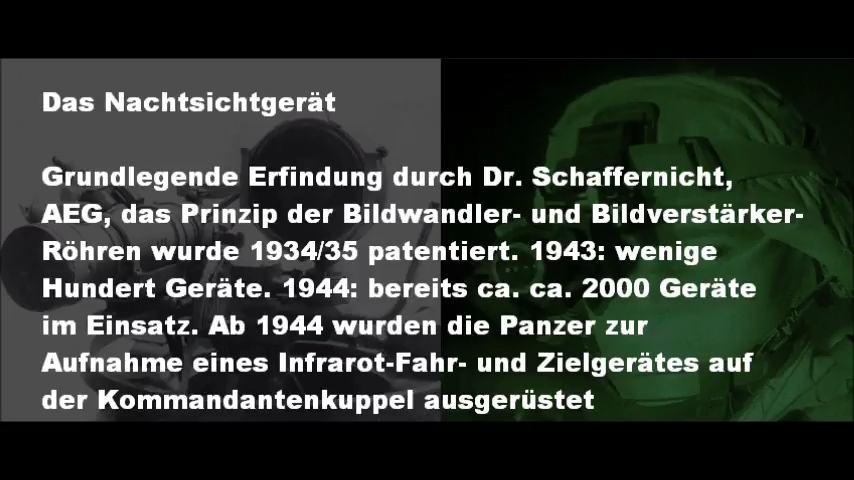 Das Nachtsichtgerät
Grundlegende Erfindung durch Dr. Schaffernicht,
AEG, das Prinzip der Bildwandler- und Bildverstärker-
Röhren wurde 1934/35 patentiert. 1943: wenige
Hundert Geräte. 1944: bereits ca. ca. 2000 Geräte
im Einsatz. Ab 1944 wurden die Panzer zur
Aufnahme eines Infrarot-Fahr- und Zielgerätes auf
der Kommandantenkuppel ausgerüstet